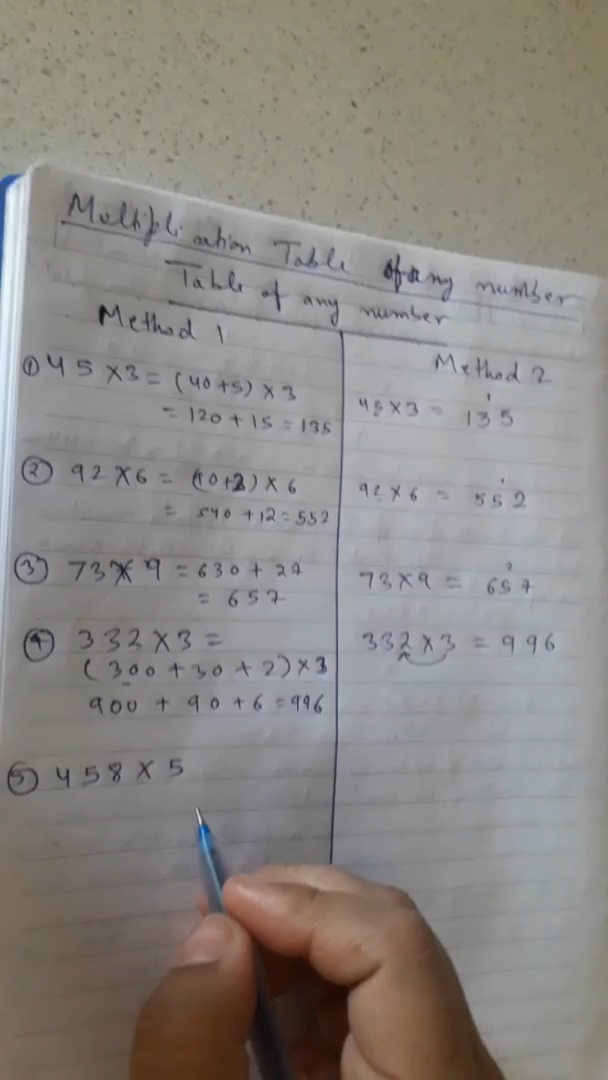 Multiplication Table of any number
Table of any number
Method 1
① 45 × 3 = (40+5) × 3
= 120 + 15 = 135
② 92 × 6 = (90+2) × 6
= 540 + 12 = 552
③ 73 × 9 = 630 + 27
= 657
④ 332 × 3 =
(300 + 30 + 2) × 3
900 + 90 + 6 = 996
⑤ 458 × 5
Method 2
1
45 × 3 = 135
1
92 × 6 = 552
2
73 × 9 = 657
332 × 3 = 996